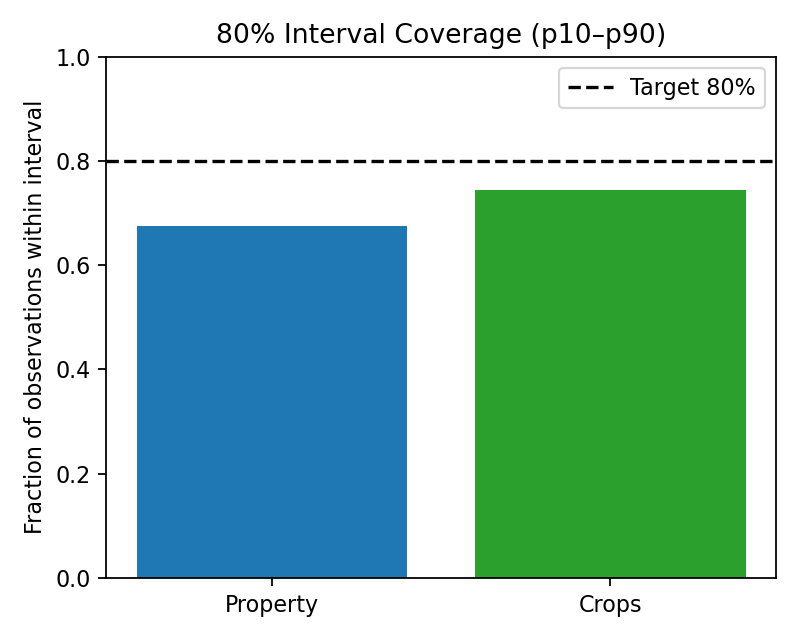 80% Interval Coverage (p10–p90)
Target 80%
Fraction of observations within interval
1.0
0.8
0.6
0.4
0.2
0.0
Property
Crops